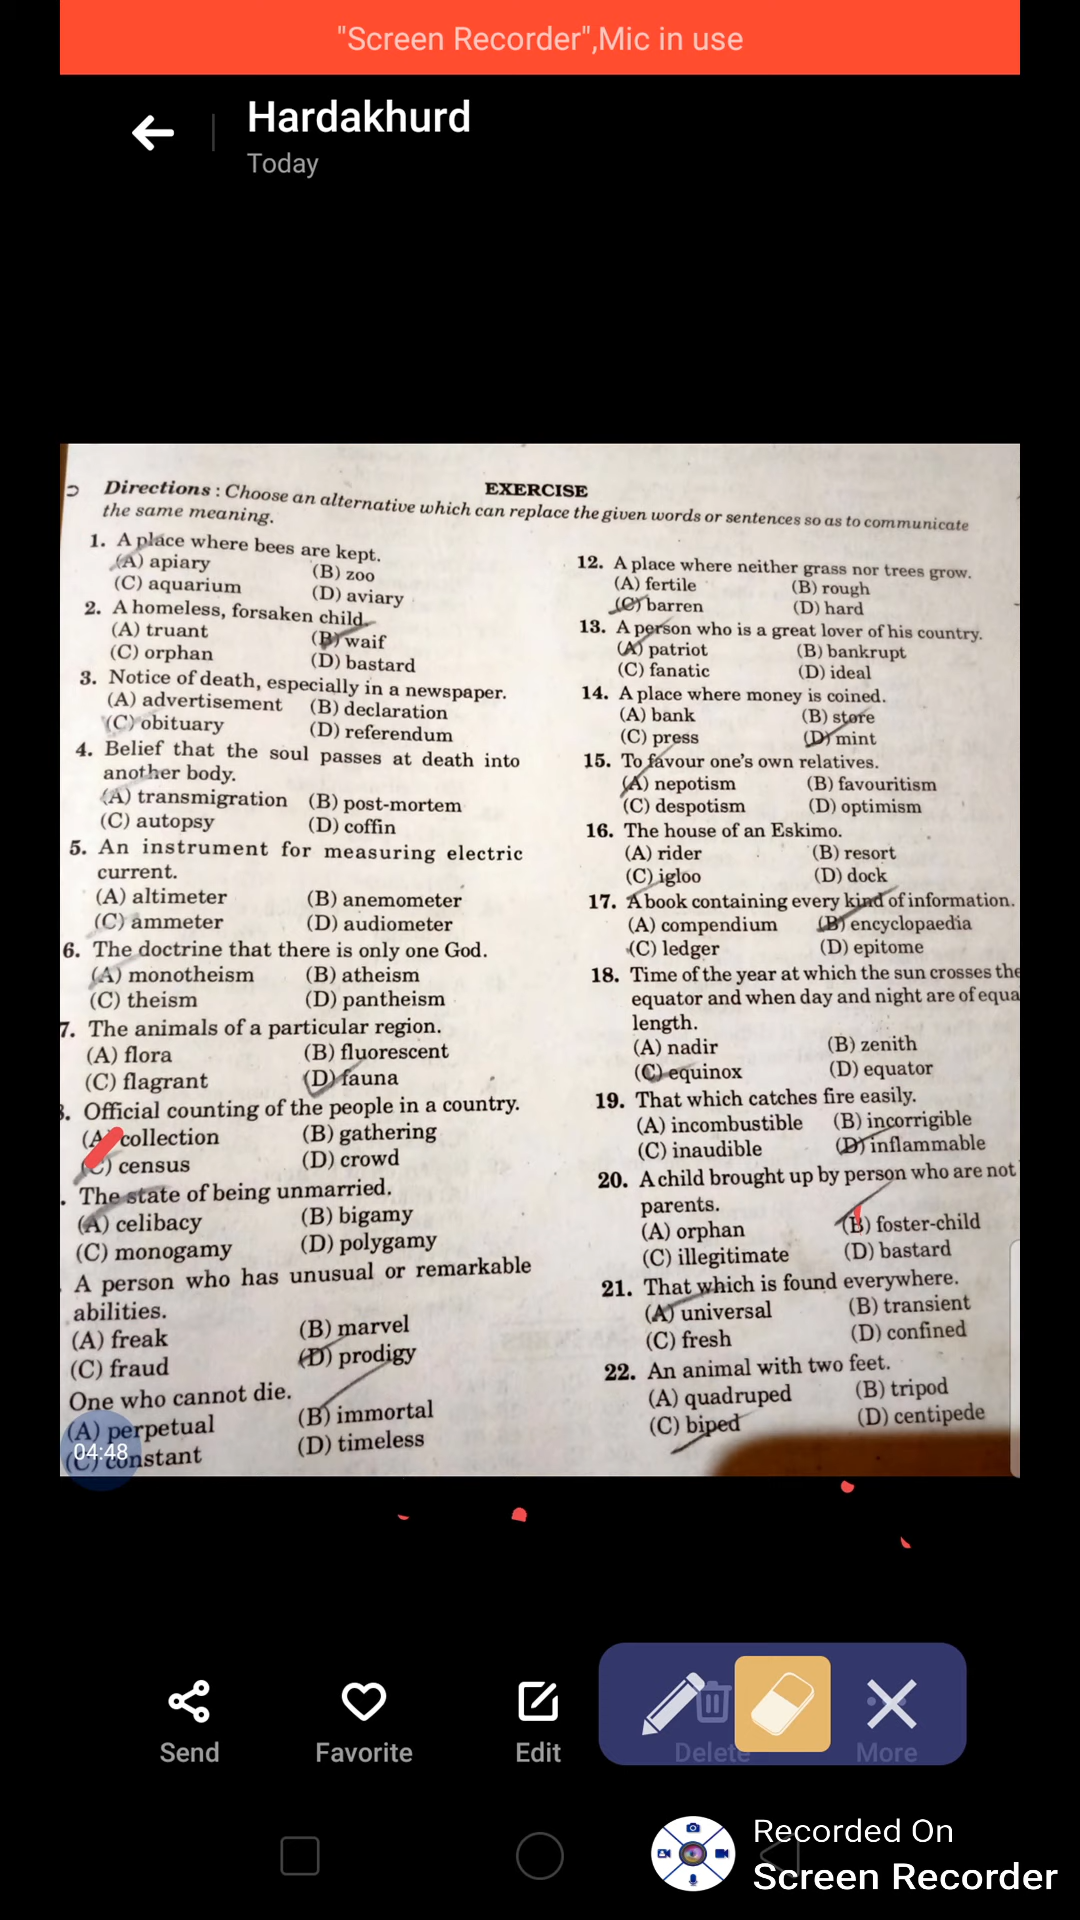 "Screen Recorder",Mic in use
Hardakhurd
Today
EXERCISE
Directions : Choose an alternative which can replace the given words or sentences so as to communicate
the same meaning.
1. A place where bees are kept.
(A) apiary (B) zoo
(C) aquarium (D) aviary
2. A homeless, forsaken child.
(A) truant (B) waif
(C) orphan (D) bastard
3. Notice of death, especially in a newspaper.
(A) advertisement (B) declaration
(C) obituary (D) referendum
4. Belief that the soul passes at death into
another body.
(A) transmigration (B) post-mortem
(C) autopsy (D) coffin
5. An instrument for measuring electric
current.
(A) altimeter (B) anemometer
(C) ammeter (D) audiometer
6. The doctrine that there is only one God.
(A) monotheism (B) atheism
(C) theism (D) pantheism
7. The animals of a particular region.
(A) flora (B) fluorescent
(C) flagrant (D) fauna
. Official counting of the people in a country.
(A) collection (B) gathering
(C) census (D) crowd
. The state of being unmarried.
(A) celibacy (B) bigamy
(C) monogamy (D) polygamy
A person who has unusual or remarkable
abilities.
(A) freak (B) marvel
(C) fraud (D) prodigy
One who cannot die.
(A) perpetual (B) immortal
(C) constant (D) timeless
12. A place where neither grass nor trees grow.
(A) fertile (B) rough
(C) barren (D) hard
13. A person who is a great lover of his country.
(A) patriot (B) bankrupt
(C) fanatic (D) ideal
14. A place where money is coined.
(A) bank (B) store
(C) press (D) mint
15. To favour one's own relatives.
(A) nepotism (B) favouritism
(C) despotism (D) optimism
16. The house of an Eskimo.
(A) rider (B) resort
(C) igloo (D) dock
17. A book containing every kind of information.
(A) compendium (B) encyclopaedia
(C) ledger (D) epitome
18. Time of the year at which the sun crosses the
equator and when day and night are of equa
length.
(A) nadir (B) zenith
(C) equinox (D) equator
19. That which catches fire easily.
(A) incombustible (B) incorrigible
(C) inaudible (D) inflammable
20. A child brought up by person who are not
parents.
(A) orphan (B) foster-child
(C) illegitimate (D) bastard
21. That which is found everywhere.
(A) universal (B) transient
(C) fresh (D) confined
22. An animal with two feet.
(A) quadruped (B) tripod
(C) biped (D) centipede
04:48
Send Favorite Edit Delete More
Recorded On
Screen Recorder